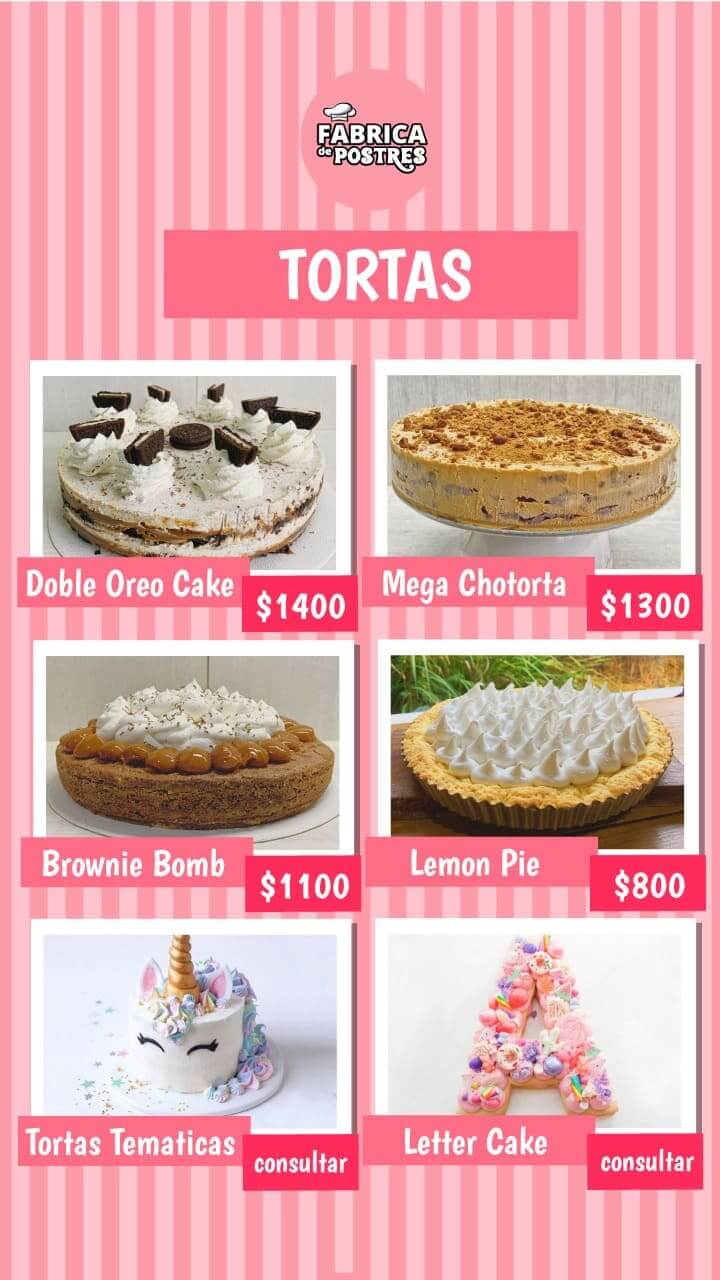 FABRICA
de POSTRES
TORTAS
Doble Oreo Cake
$1400
Mega Chotorta
$1300
Brownie Bomb
$1100
Lemon Pie
$800
Tortas Tematicas
consultar
Letter Cake
consultar